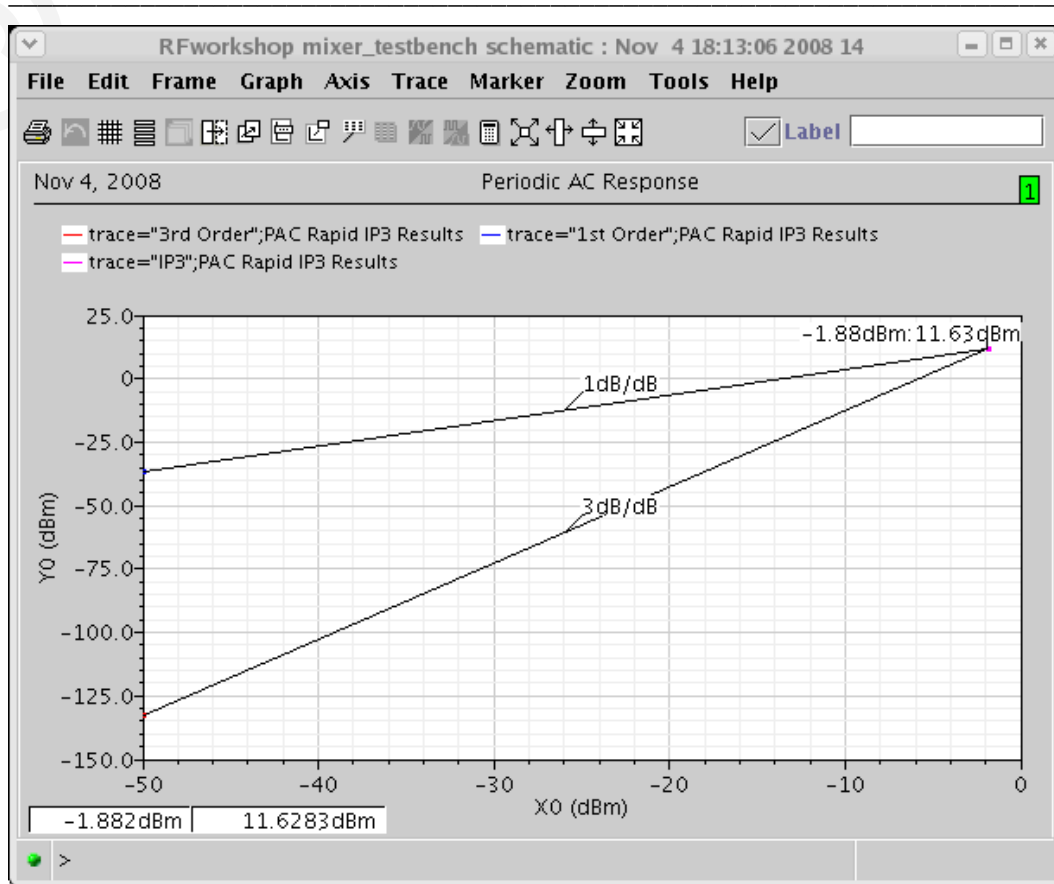 RFworkshop mixer_testbench schematic : Nov 4 18:13:06 2008 14
File Edit Frame Graph Axis Trace Marker Zoom Tools Help
Label
Nov 4, 2008 Periodic AC Response 1
trace="3rd Order";PAC Rapid IP3 Results trace="1st Order";PAC Rapid IP3 Results
trace="IP3";PAC Rapid IP3 Results
25.0
-1.88dBm:11.63dBm
0
1dB/dB
-25.0
-50.0
3dB/dB
Y0 (dBm)
-75.0
-100.0
-125.0
-150.0
-50 -40 -30 -20 -10 0
X0 (dBm)
-1.882dBm 11.6283dBm
>